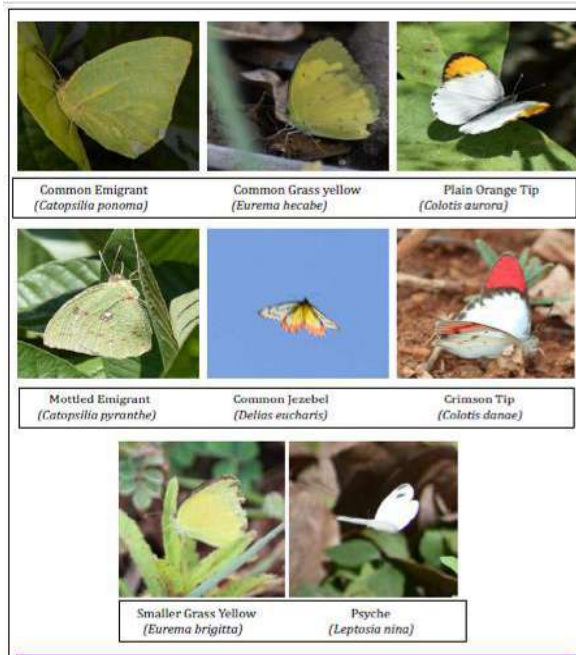 Common Emigrant Common Grass yellow Plain Orange Tip
(Catopsilia ponoma) (Eurema hecabe) (Colotis aurora)
Mottled Emigrant Common Jezebel Crimson Tip
(Catopsilia pyranthe) (Delias eucharis) (Colotis danae)
Smaller Grass Yellow Psyche
(Eurema brigitta) (Leptosia nina)